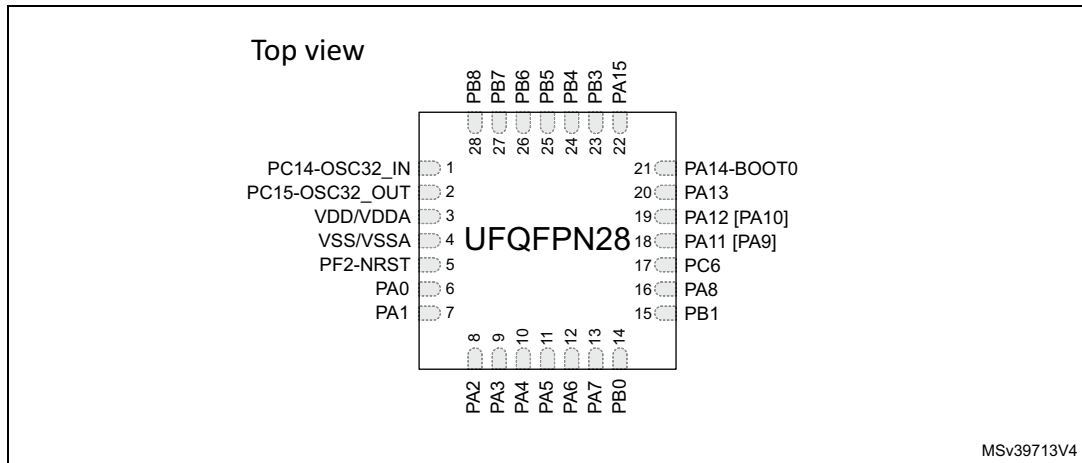 Top view
PB8
PB7
PB6
PB5
PB4
PB3
PA15
28
27
26
25
24
23
22
PC14-OSC32_IN 1
PC15-OSC32_OUT 2
VDD/VDDA 3
VSS/VSSA 4
PF2-NRST 5
PA0 6
PA1 7
UFQFPN28
21 PA14-BOOT0
20 PA13
19 PA12 [PA10]
18 PA11 [PA9]
17 PC6
16 PA8
15 PB1
8
9
10
11
12
13
14
PA2
PA3
PA4
PA5
PA6
PA7
PB0
MSv39713V4